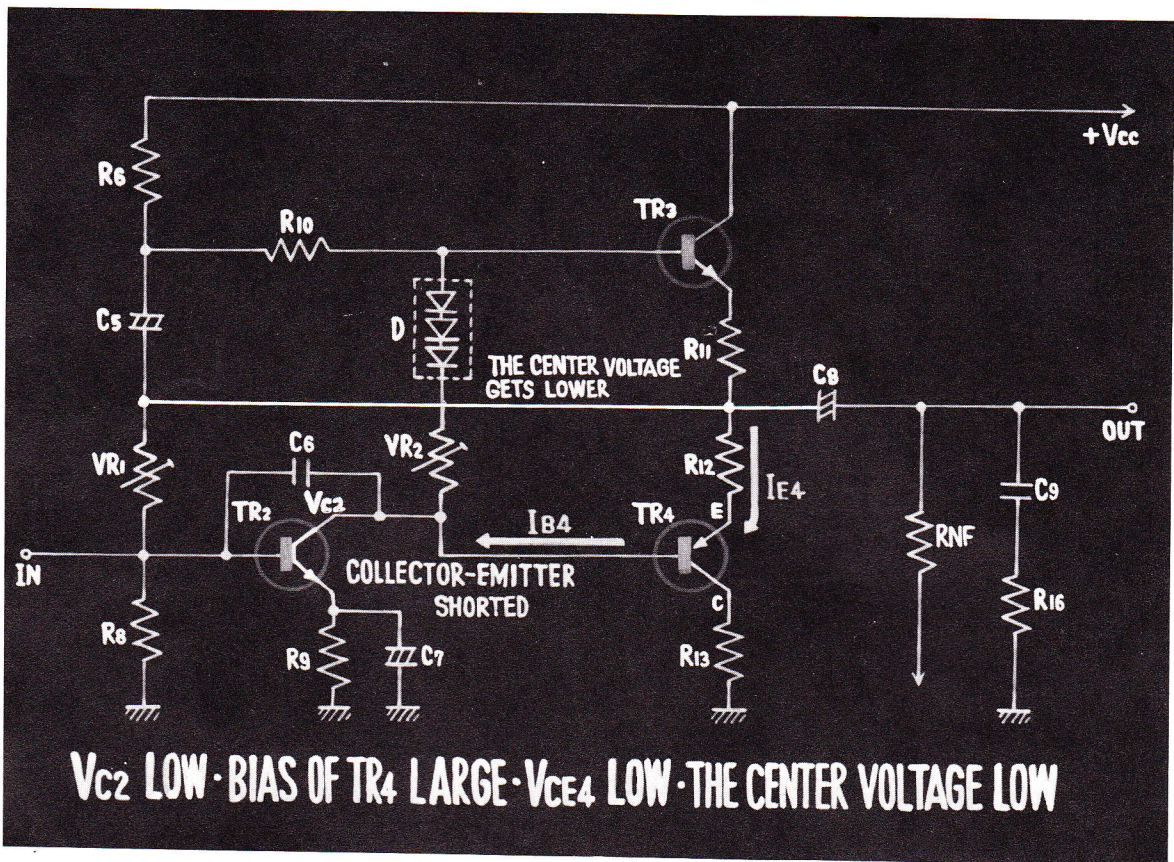 +Vcc
R6
R10
TR3
C5
D
R11
THE CENTER VOLTAGE
GETS LOWER
C8
OUT
VR1
C6
VR2
R12
IE4
C9
TR2
VC2
E
IB4
TR4
RNF
IN
COLLECTOR-EMITTER
SHORTED
C
R16
R8
R9
C7
R13
VC2 LOW·BIAS OF TR4 LARGE·VCE4 LOW·THE CENTER VOLTAGE LOW